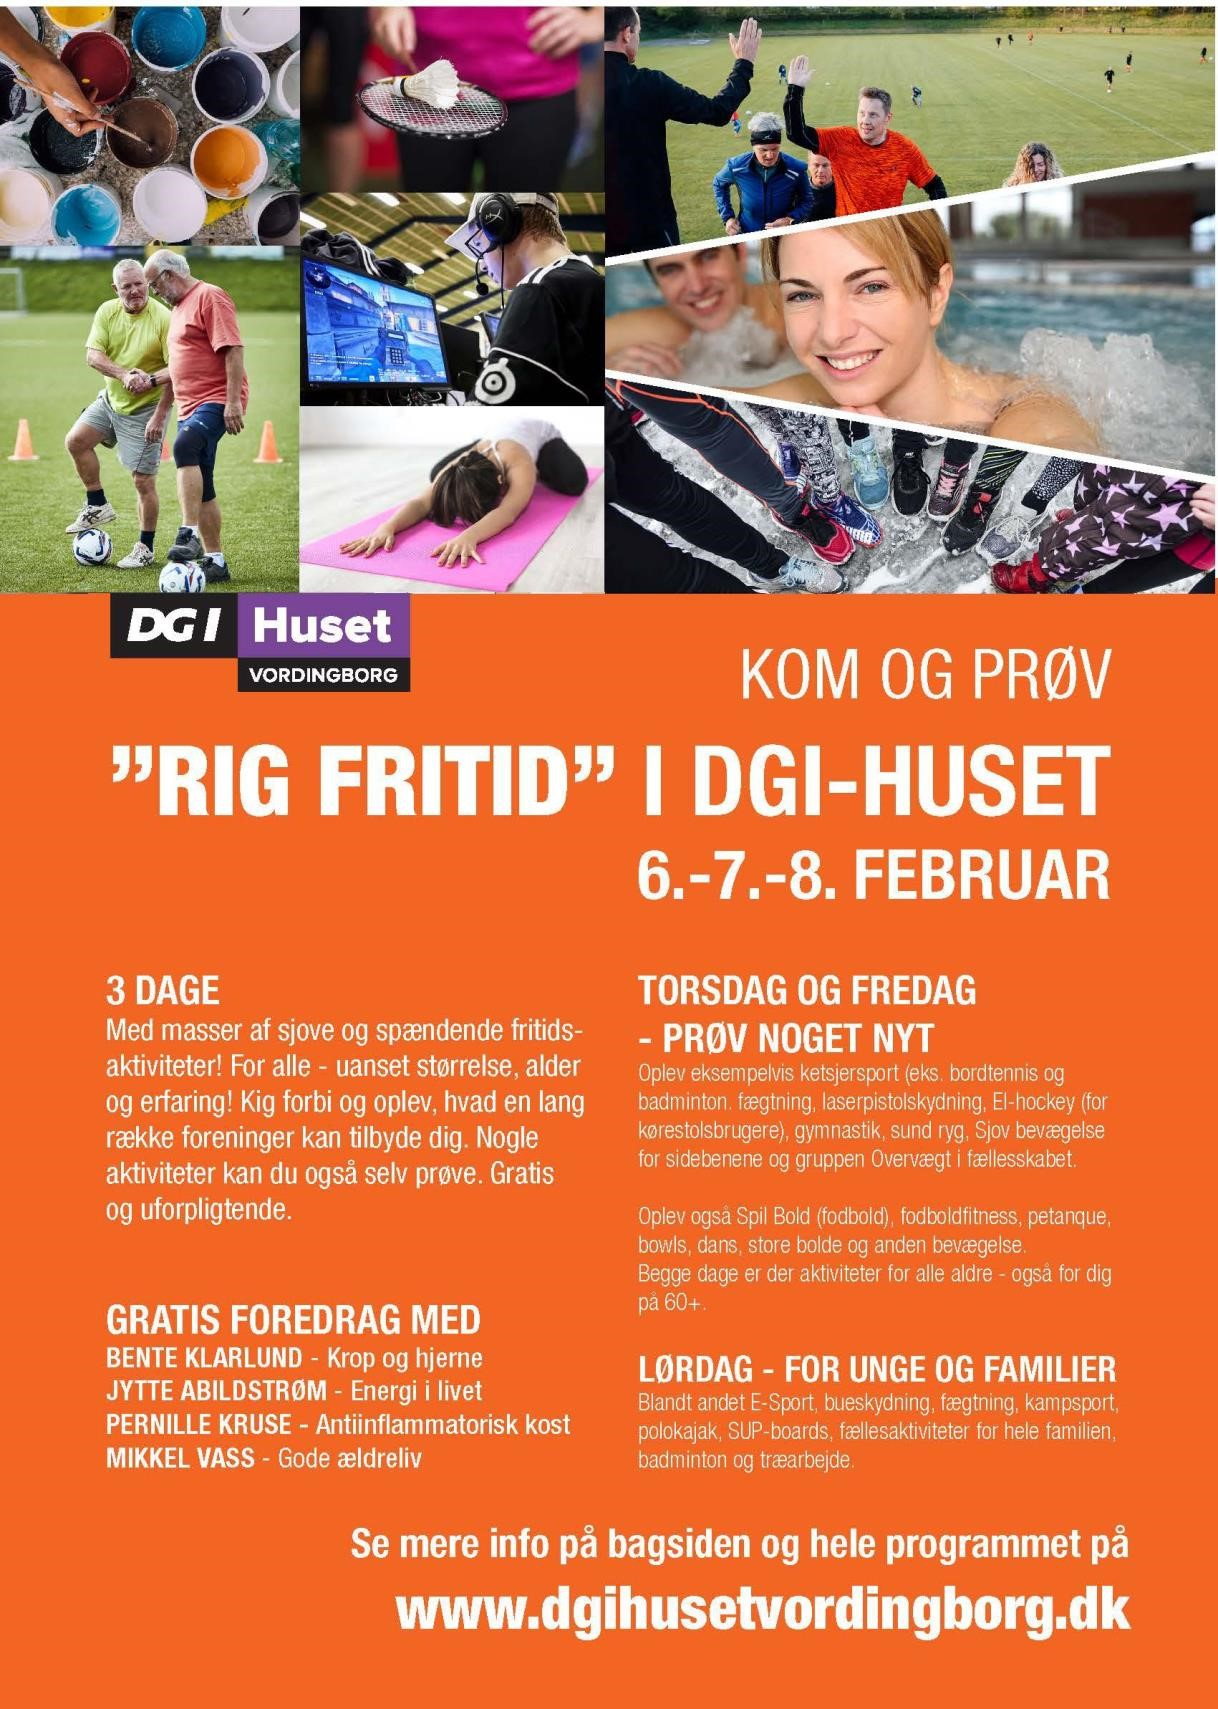 DGI Huset
VORDINGBORG
KOM OG PRØV
”RIG FRITID” I DGI-HUSET
6.-7.-8. FEBRUAR
3 DAGE
Med masser af sjove og spændende fritids-
aktiviteter! For alle - uanset størrelse, alder
og erfaring! Kig forbi og oplev, hvad en lang
række foreninger kan tilbyde dig. Nogle
aktiviteter kan du også selv prøve. Gratis
og uforpligtende.
GRATIS FOREDRAG MED
BENTE KLARLUND - Krop og hjerne
JYTTE ABILDSTRØM - Energi i livet
PERNILLE KRUSE - Antiinflammatorisk kost
MIKKEL VASS - Gode ældreliv
TORSDAG OG FREDAG
- PRØV NOGET NYT
Oplev eksempelvis ketsjersport (eks. bordtennis og
badminton. fægtning, laserpistolskydning, El-hockey (for
kørestolsbrugere), gymnastik, sund ryg, Sjov bevægelse
for sidebenene og gruppen Overvægt i fællesskabet.
Oplev også Spil Bold (fodbold), fodboldfitness, petanque,
bowls, dans, store bolde og anden bevægelse.
Begge dage er der aktiviteter for alle aldre - også for dig
på 60+.
LØRDAG - FOR UNGE OG FAMILIER
Blandt andet E-Sport, bueskydning, fægtning, kampsport,
polokajak, SUP-boards, fællesaktiviteter for hele familien,
badminton og træarbejde.
Se mere info på bagsiden og hele programmet på
www.dgihusetvordingborg.dk